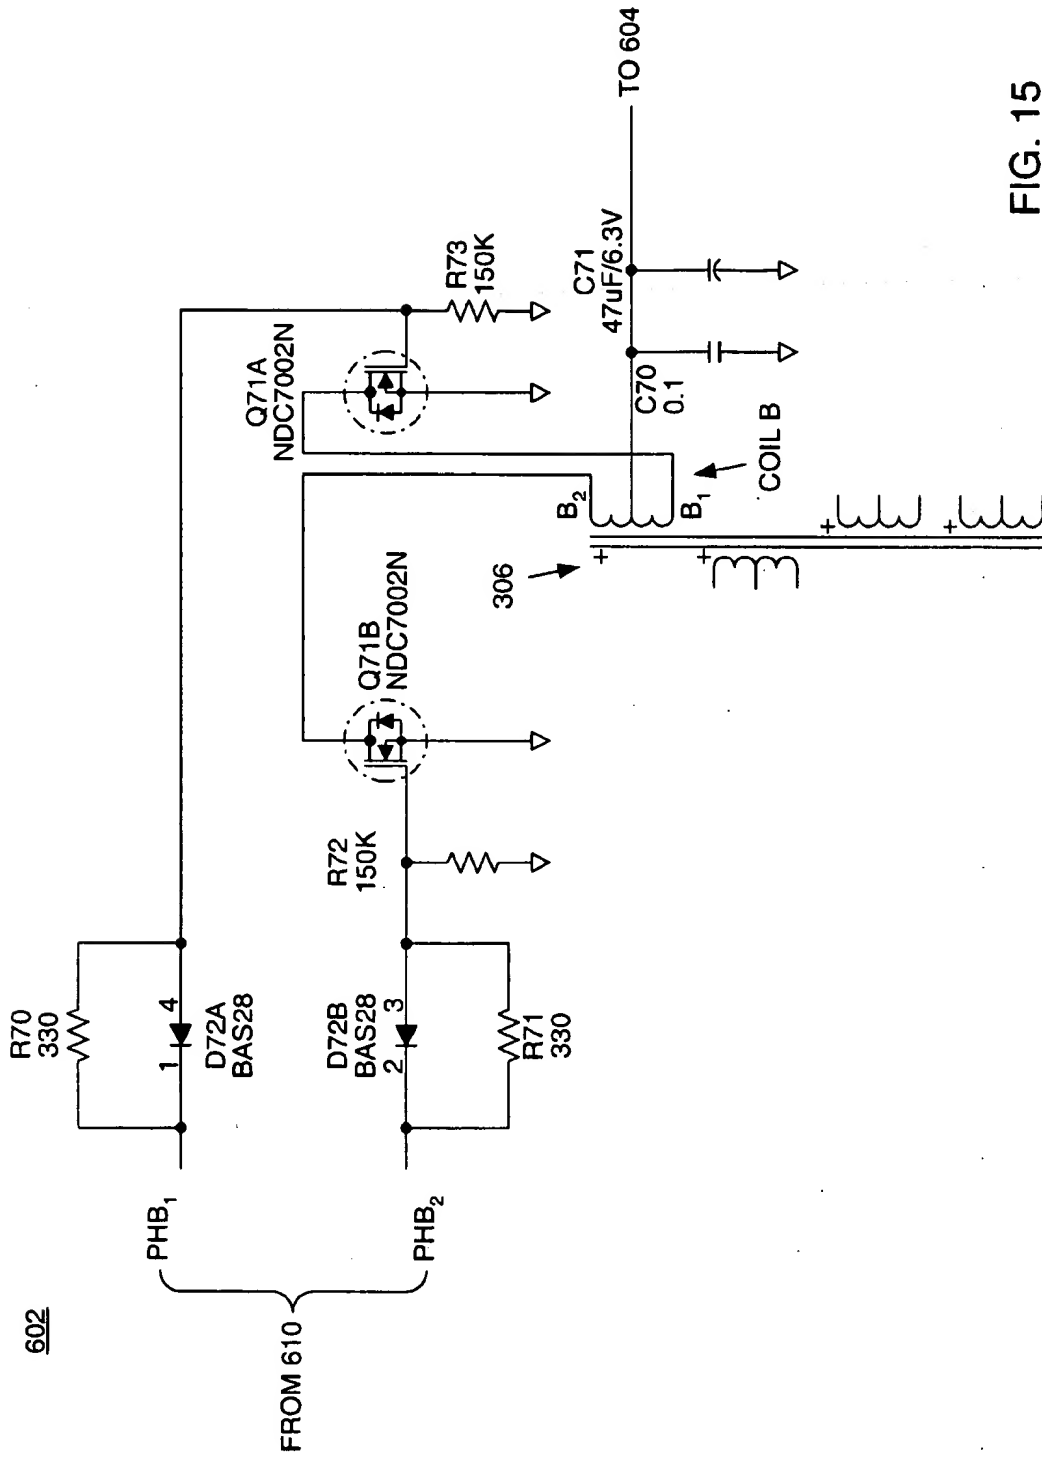 602
FROM 610
PHB1
PHB2
R70
330
1
4
D72A
BAS28
D72B
BAS28
2
3
R71
330
R72
150K
Q71B
NDC7002N
Q71A
NDC7002N
R73
150K
306
+
B2
B1
COIL B
C70
0.1
C71
47uF/6.3V
TO 604
+
+
+
FIG. 15